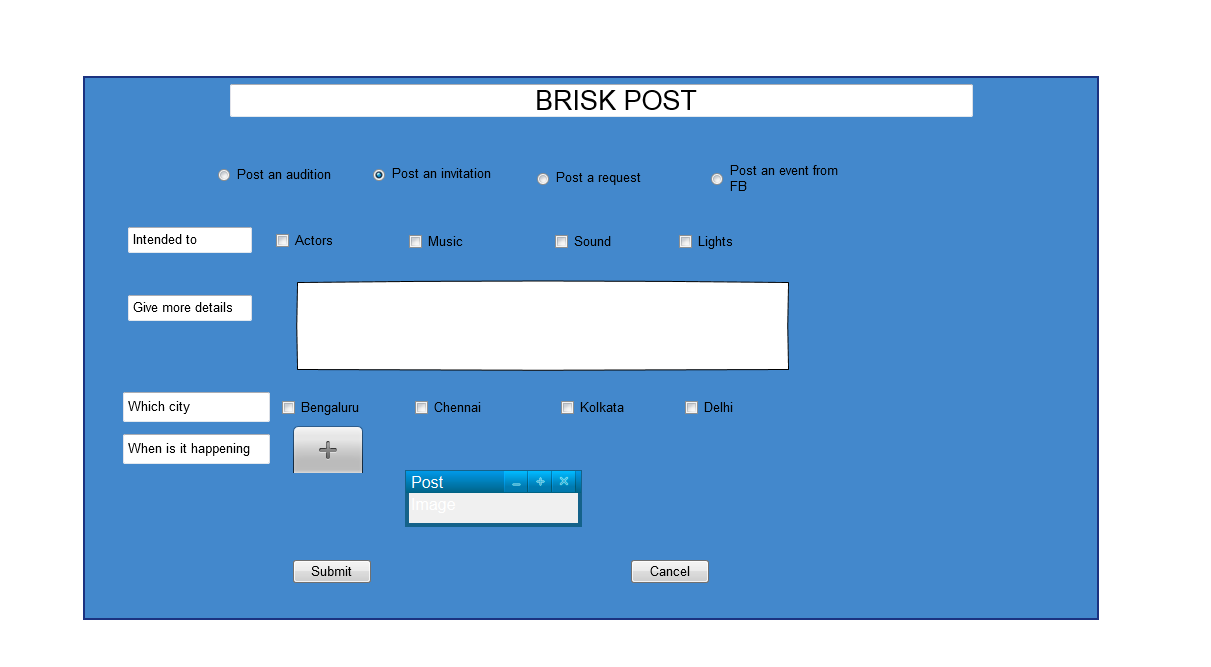 BRISK POST
Post an audition
Post an invitation
Post a request
Post an event from
FB
Intended to
Actors
Music
Sound
Lights
Give more details
Which city
Bengaluru
Chennai
Kolkata
Delhi
When is it happening
Post
Image
Submit
Cancel